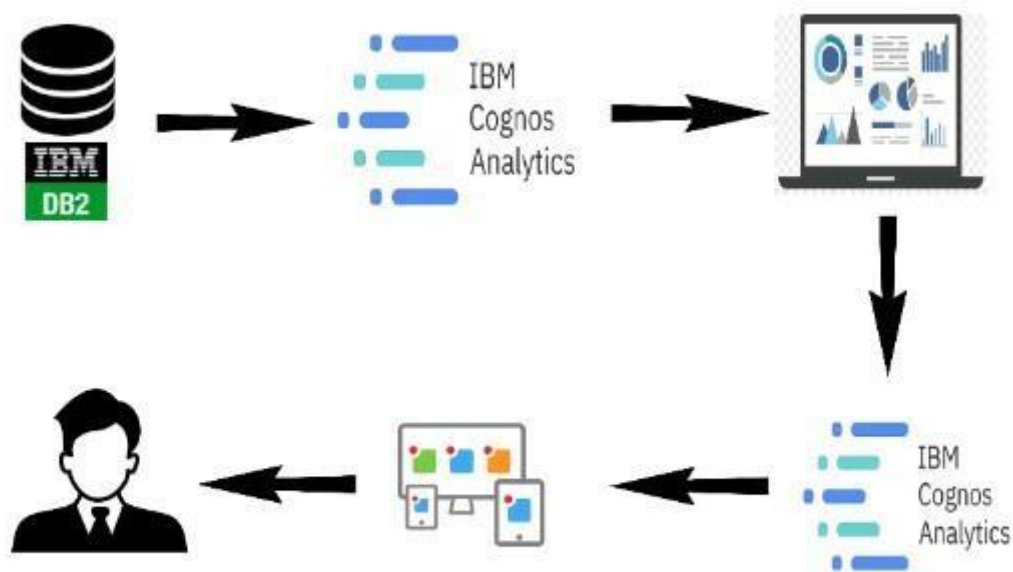 IBM
DB2
IBM
Cognos
Analytics
IBM
Cognos
Analytics